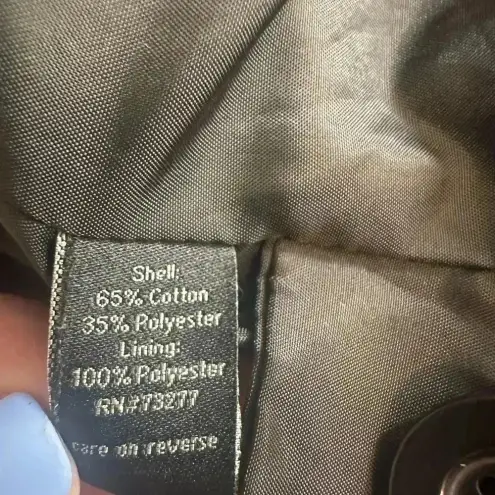 Shell:
65% Cotton
35% Polyester
Lining:
100% Polyester
RN#73277
care on reverse